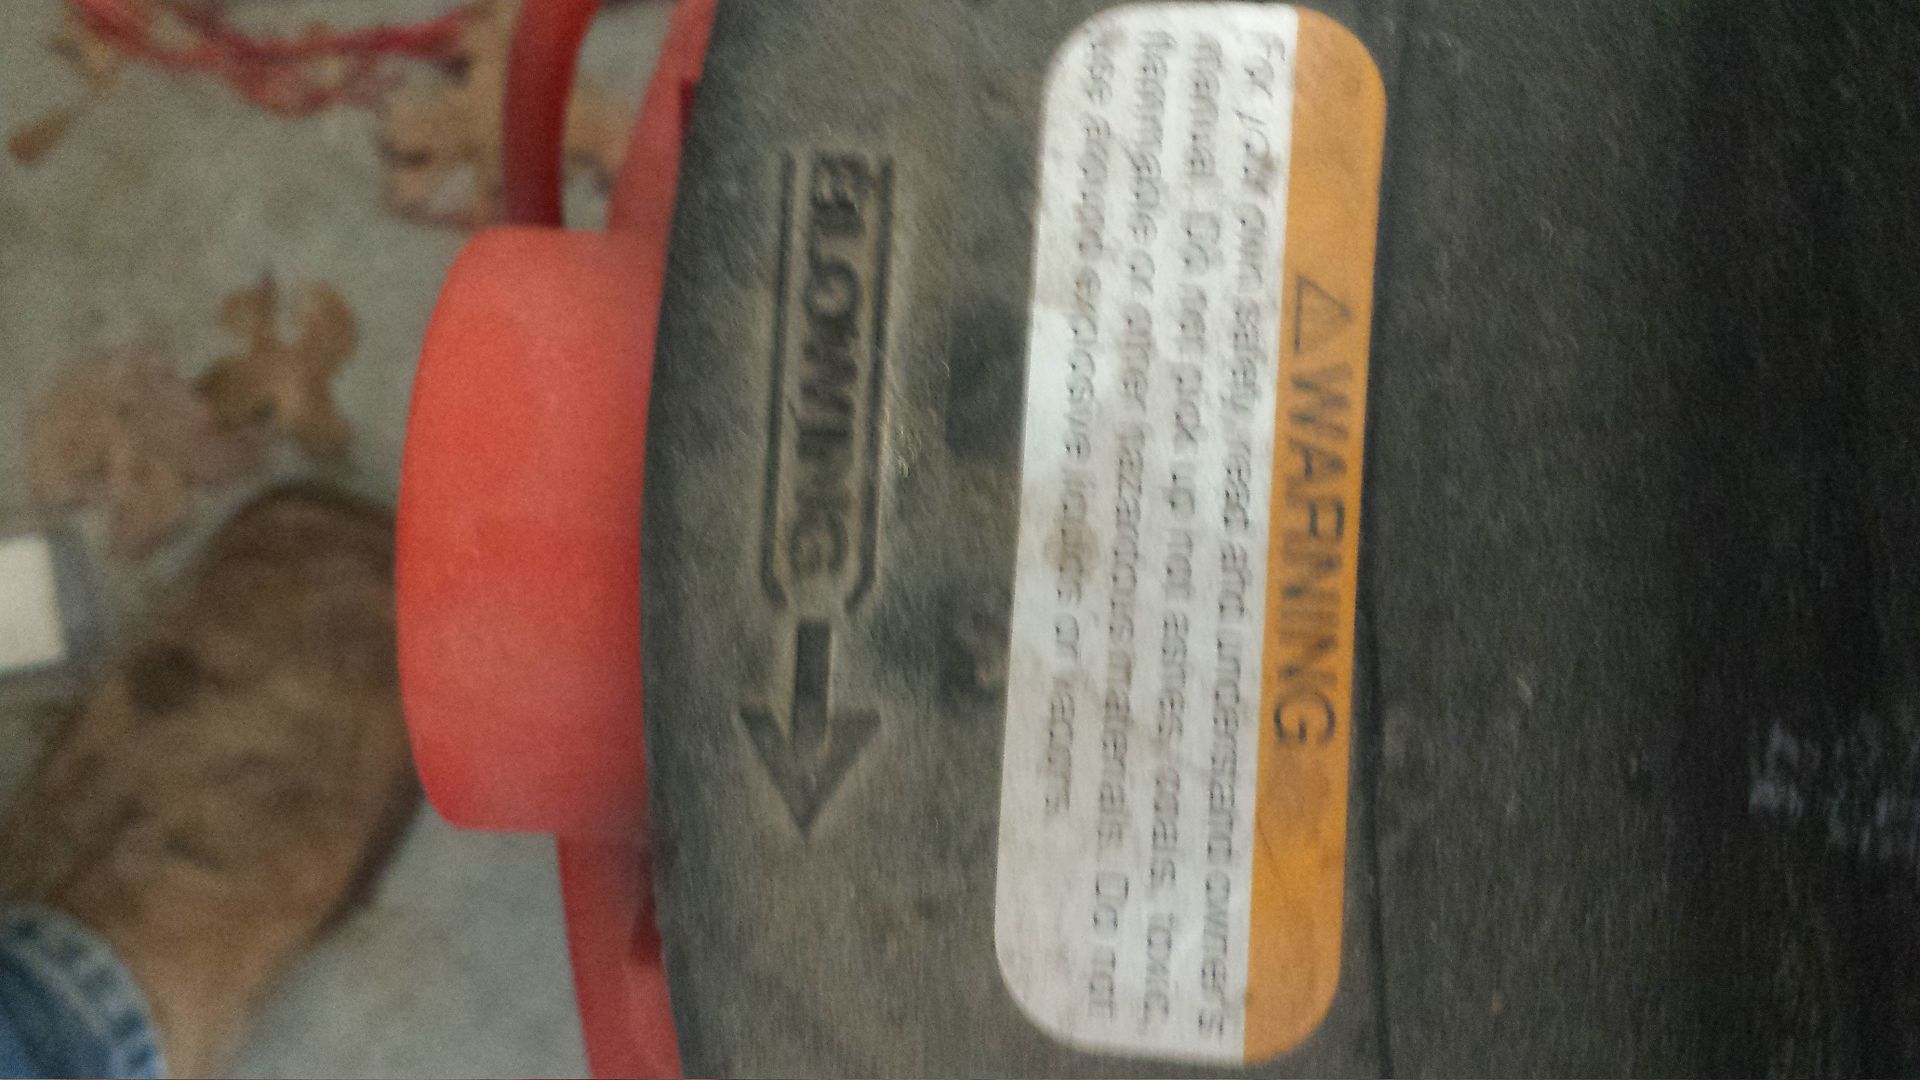 ⚠WARNING
For your own safety, read and understand owner's
manual. Do not pick up hot ashes, coals, toxic,
flammable or other hazardous materials. Do not
use around explosive liquids or vapors.
BLOWING